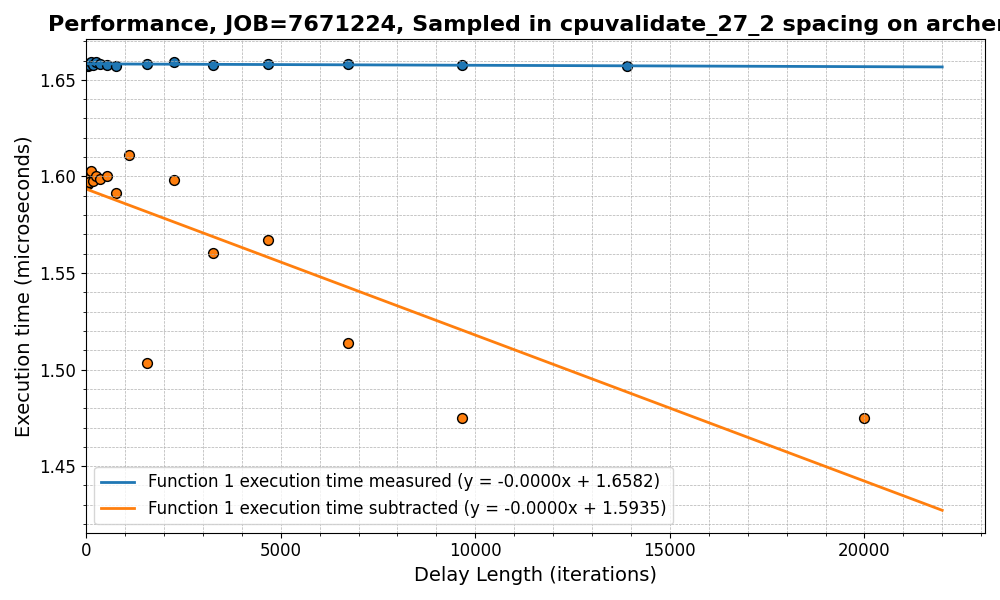 Performance, JOB=7671224, Sampled in cpuvalidate_27_2 spacing on archer
1.65
1.60
1.55
1.50
1.45
Execution time (microseconds)
Function 1 execution time measured (y = -0.0000x + 1.6582)
Function 1 execution time subtracted (y = -0.0000x + 1.5935)
0 5000 10000 15000 20000
Delay Length (iterations)